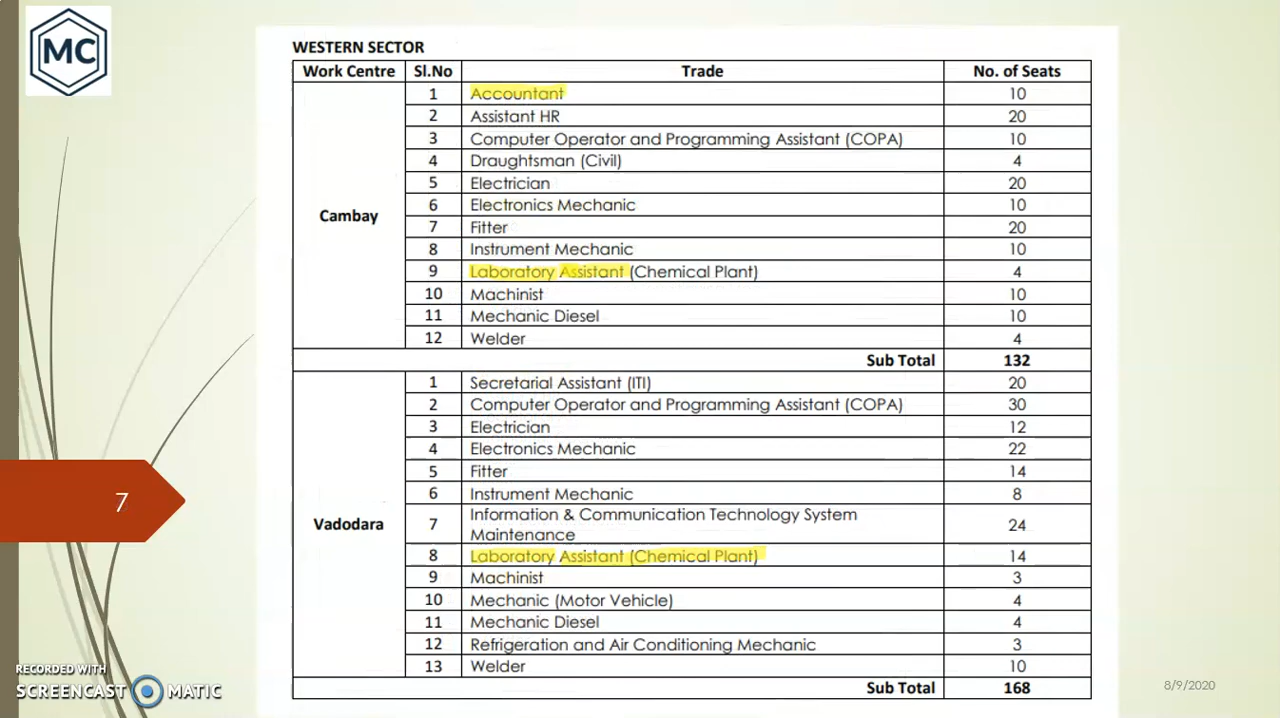 MC
WESTERN SECTOR
Work Centre Sl.No Trade No. of Seats
Cambay
1 Accountant 10
2 Assistant HR 20
3 Computer Operator and Programming Assistant (COPA) 10
4 Draughtsman (Civil) 4
5 Electrician 20
6 Electronics Mechanic 10
7 Fitter 20
8 Instrument Mechanic 10
9 Laboratory Assistant (Chemical Plant) 4
10 Machinist 10
11 Mechanic Diesel 10
12 Welder 4
Sub Total 132
Vadodara
1 Secretarial Assistant (ITI) 20
2 Computer Operator and Programming Assistant (COPA) 30
3 Electrician 12
4 Electronics Mechanic 22
5 Fitter 14
6 Instrument Mechanic 8
7 Information & Communication Technology System
Maintenance 24
8 Laboratory Assistant (Chemical Plant) 14
9 Machinist 3
10 Mechanic (Motor Vehicle) 4
11 Mechanic Diesel 4
12 Refrigeration and Air Conditioning Mechanic 3
13 Welder 10
Sub Total 168
7
RECORDED WITH
SCREENCAST MATIC
8/9/2020